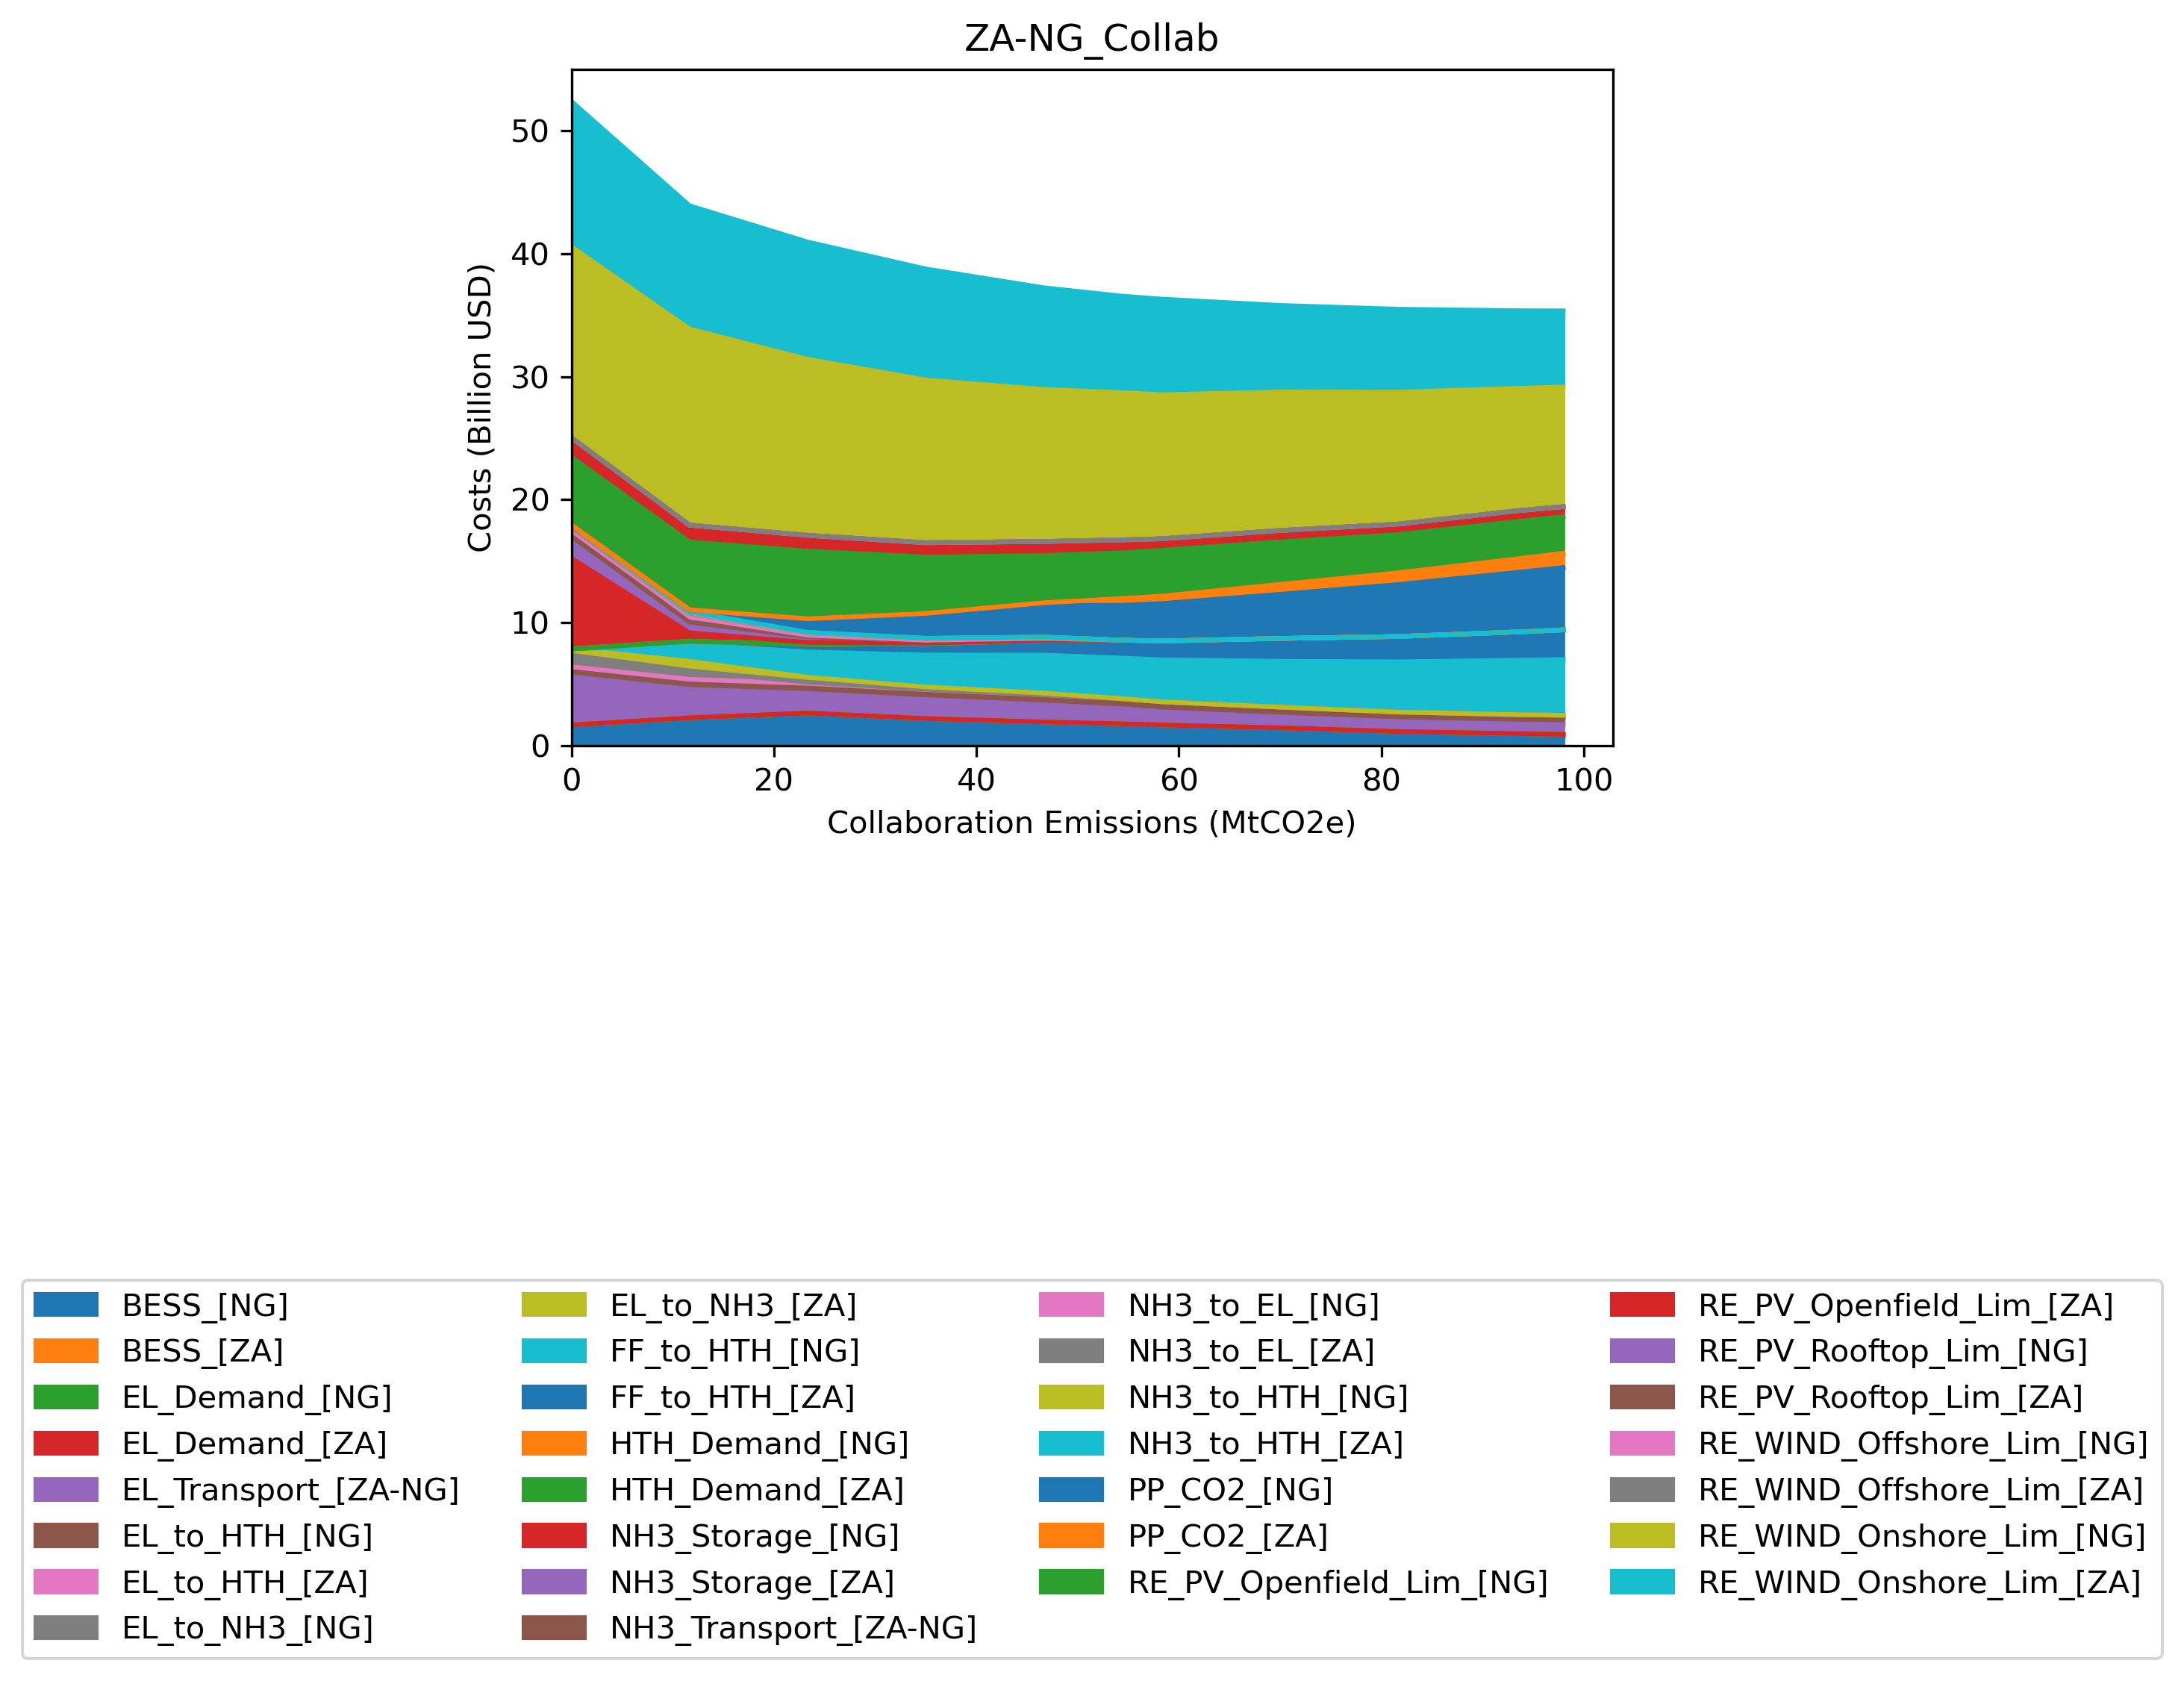 ZA-NG_Collab
Costs (Billion USD)
50
40
30
20
10
0
0 20 40 60 80 100
Collaboration Emissions (MtCO2e)
BESS_[NG]
BESS_[ZA]
EL_Demand_[NG]
EL_Demand_[ZA]
EL_Transport_[ZA-NG]
EL_to_HTH_[NG]
EL_to_HTH_[ZA]
EL_to_NH3_[NG]
EL_to_NH3_[ZA]
FF_to_HTH_[NG]
FF_to_HTH_[ZA]
HTH_Demand_[NG]
HTH_Demand_[ZA]
NH3_Storage_[NG]
NH3_Storage_[ZA]
NH3_Transport_[ZA-NG]
NH3_to_EL_[NG]
NH3_to_EL_[ZA]
NH3_to_HTH_[NG]
NH3_to_HTH_[ZA]
PP_CO2_[NG]
PP_CO2_[ZA]
RE_PV_Openfield_Lim_[NG]
RE_PV_Openfield_Lim_[ZA]
RE_PV_Rooftop_Lim_[NG]
RE_PV_Rooftop_Lim_[ZA]
RE_WIND_Offshore_Lim_[NG]
RE_WIND_Offshore_Lim_[ZA]
RE_WIND_Onshore_Lim_[NG]
RE_WIND_Onshore_Lim_[ZA]